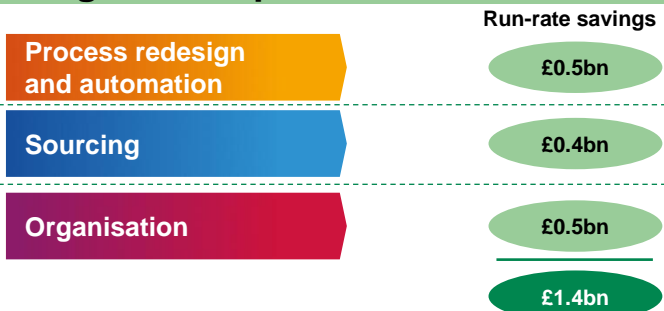 Run-rate savings
Process redesign
and automation
£0.5bn
Sourcing
£0.4bn
Organisation
£0.5bn
£1.4bn